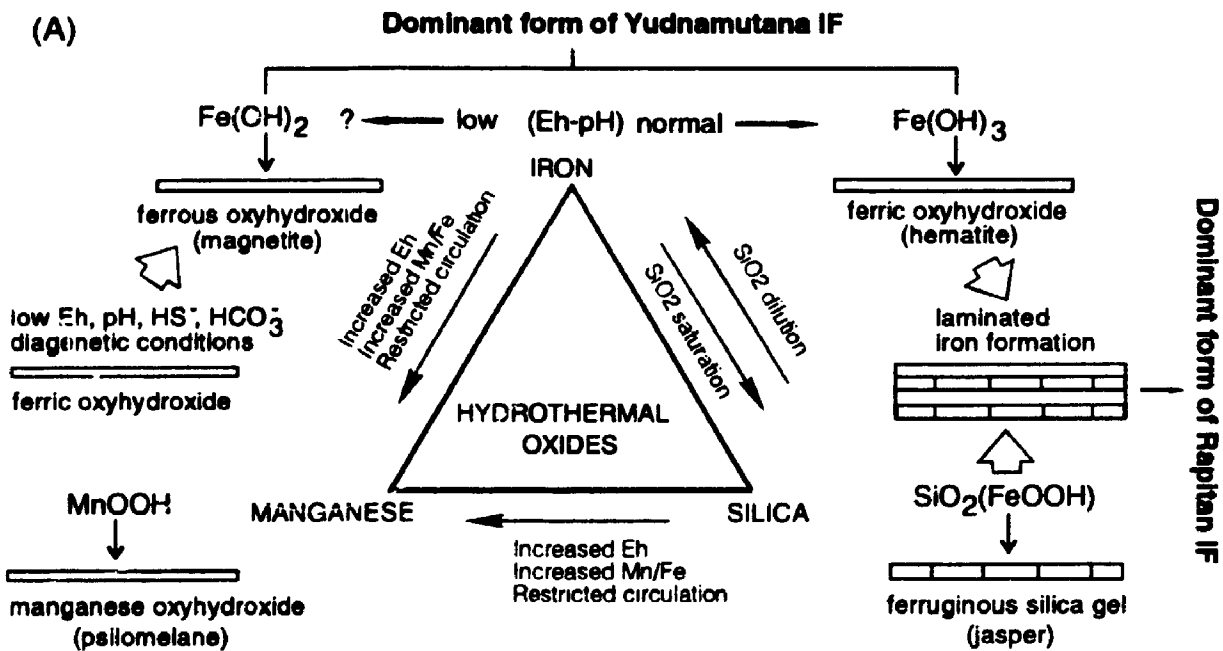 (A)
Dominant form of Yudnamutana IF
Fe(OH)2 ? low (Eh-pH) normal Fe(OH)3
IRON
ferrous oxyhydroxide
(magnetite)
ferric oxyhydroxide
(hematite)
Increased Eh
Increased Mn/Fe
Restricted circulation
SiO2 saturation
SiO2 dilution
low Eh, pH, HS⁻, HCO₃⁻
diagenetic conditions
ferric oxyhydroxide
laminated
iron formation
Dominant form of Rapitan IF
HYDROTHERMAL
OXIDES
MnOOH
MANGANESE
SILICA
SiO2(FeOOH)
Increased Eh
Increased Mn/Fe
Restricted circulation
manganese oxyhydroxide
(psilomelane)
ferruginous silica gel
(jasper)